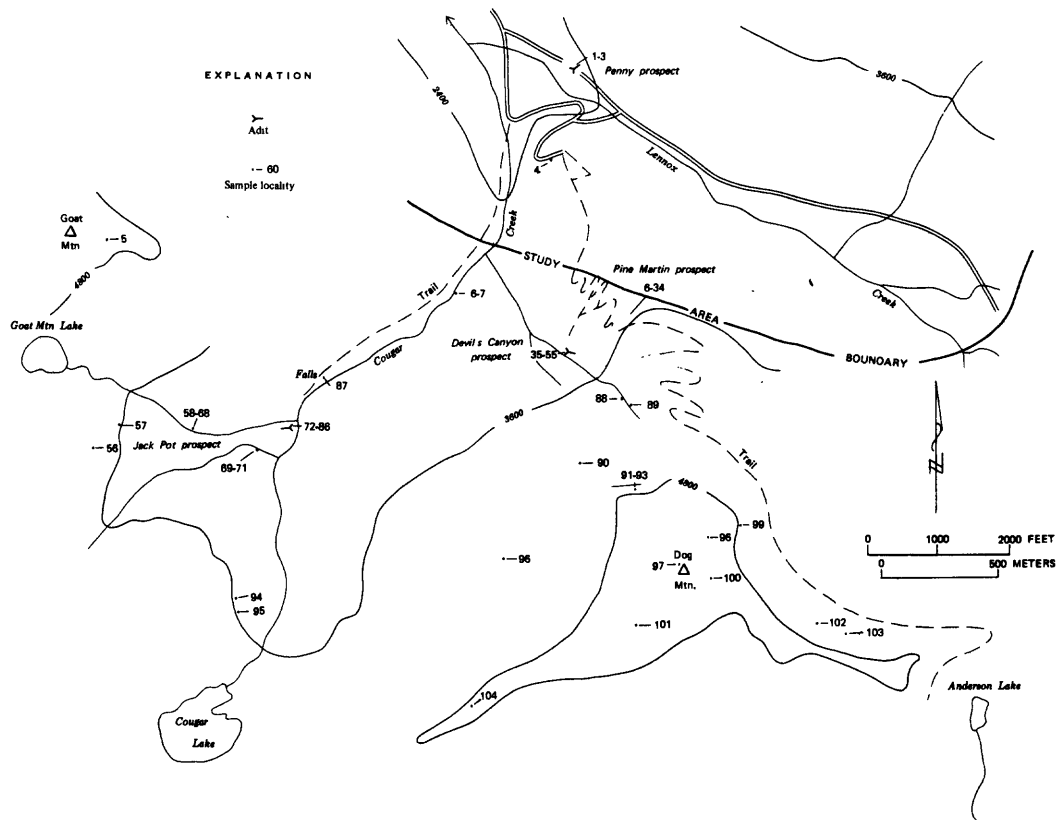 EXPLANATION
Adit
60
Sample locality
1-3
Penny prospect
3600
2400
Lennox
4
Creek
Goat
Mtn
5
4800
STUDY
Pine Martin prospect
6-34
AREA
BOUNDARY
Creek
Trail
6-7
Goat Mtn Lake
Cougar
Devil s Canyon
prospect
35-55
Falls
87
3600
88
89
58-68
57
72-86
56
Jack Pot prospect
69-71
Trail
90
91-93
4800
N
99
96
96
Dog
97
Mtn.
100
0 1000 2000 FEET
0 500 METERS
94
95
101
102
103
104
Anderson Lake
Cougar
Lake